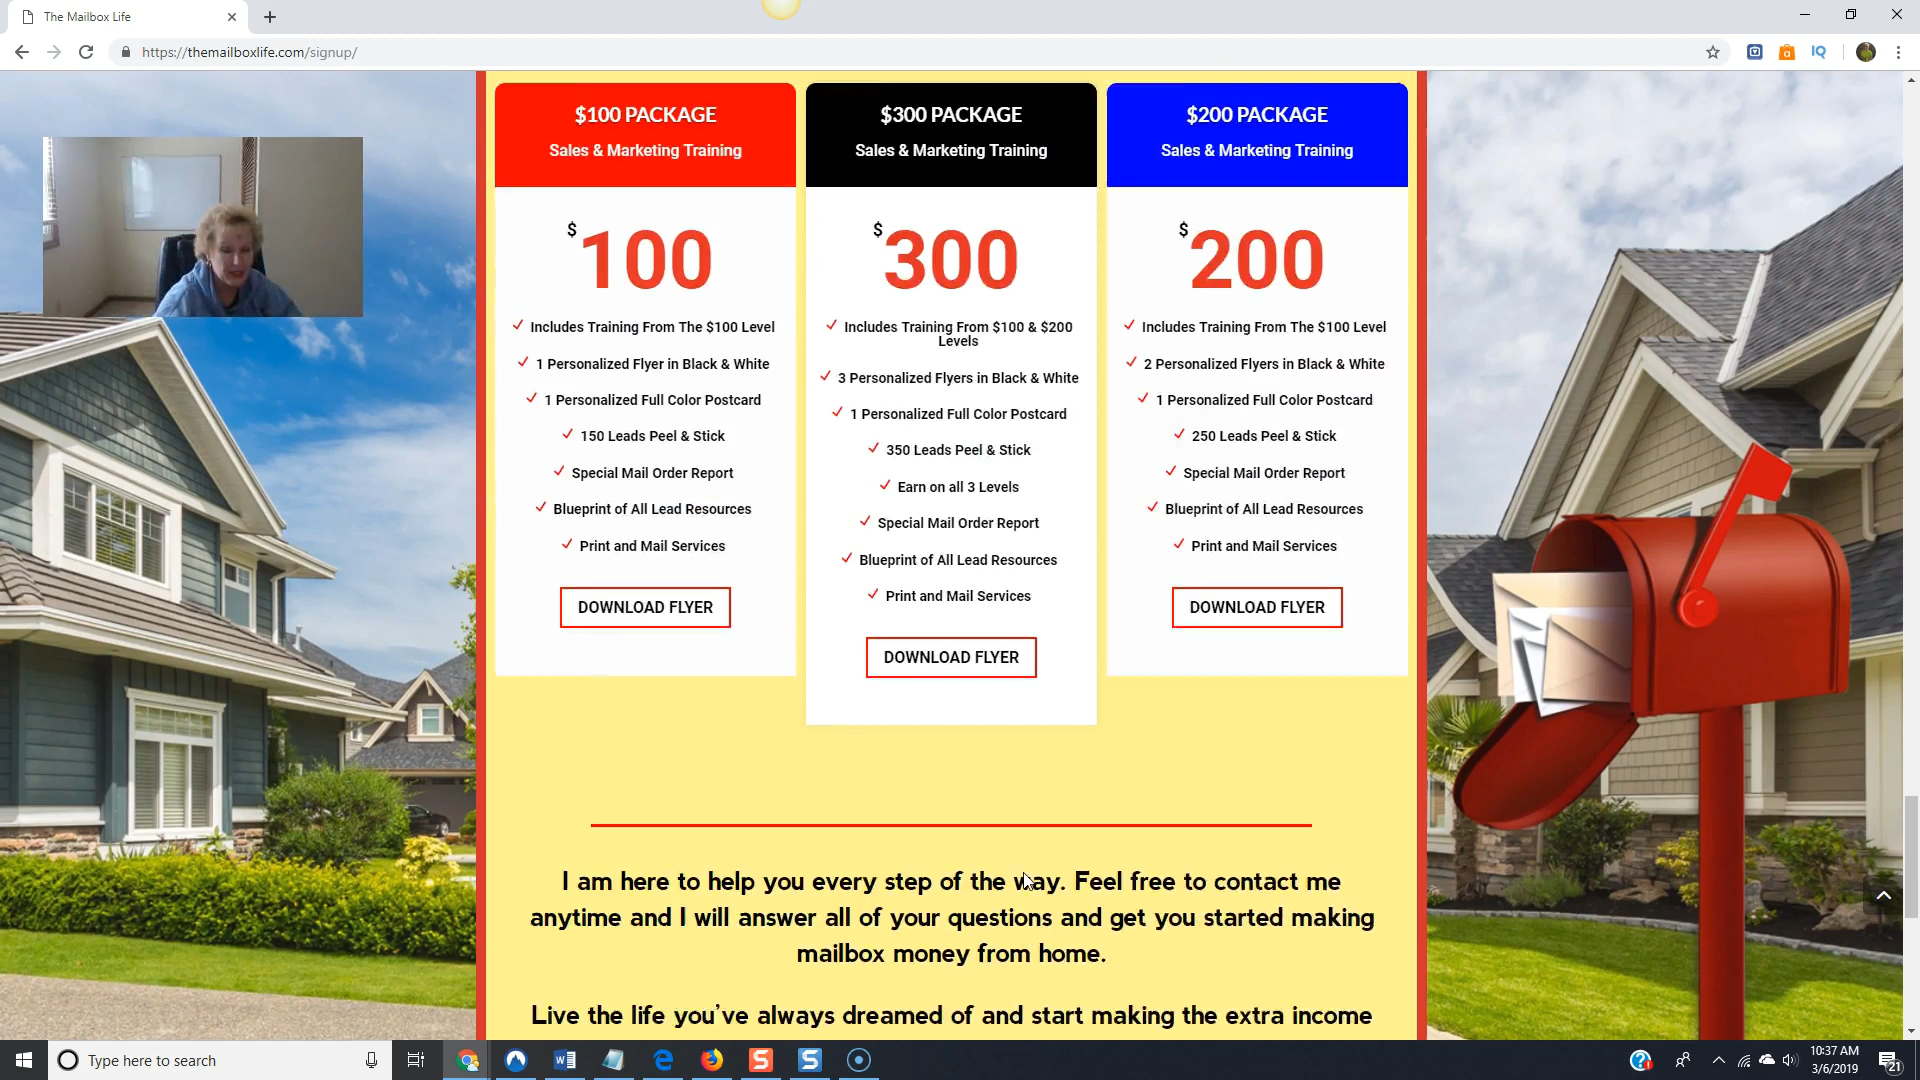 The Mailbox Life
https://themailboxlife.com/signup/
IQ
$100 PACKAGE
Sales & Marketing Training
$100
Includes Training From The $100 Level
1 Personalized Flyer in Black & White
1 Personalized Full Color Postcard
150 Leads Peel & Stick
Special Mail Order Report
Blueprint of All Lead Resources
Print and Mail Services
DOWNLOAD FLYER
$300 PACKAGE
Sales & Marketing Training
$300
Includes Training From $100 & $200
Levels
3 Personalized Flyers in Black & White
1 Personalized Full Color Postcard
350 Leads Peel & Stick
Earn on all 3 Levels
Special Mail Order Report
Blueprint of All Lead Resources
Print and Mail Services
DOWNLOAD FLYER
$200 PACKAGE
Sales & Marketing Training
$200
Includes Training From The $100 Level
2 Personalized Flyers in Black & White
1 Personalized Full Color Postcard
250 Leads Peel & Stick
Special Mail Order Report
Blueprint of All Lead Resources
Print and Mail Services
DOWNLOAD FLYER
I am here to help you every step of the way. Feel free to contact me
anytime and I will answer all of your questions and get you started making
mailbox money from home.
Live the life you've always dreamed of and start making the extra income
Type here to search
10:37 AM
3/6/2019
21